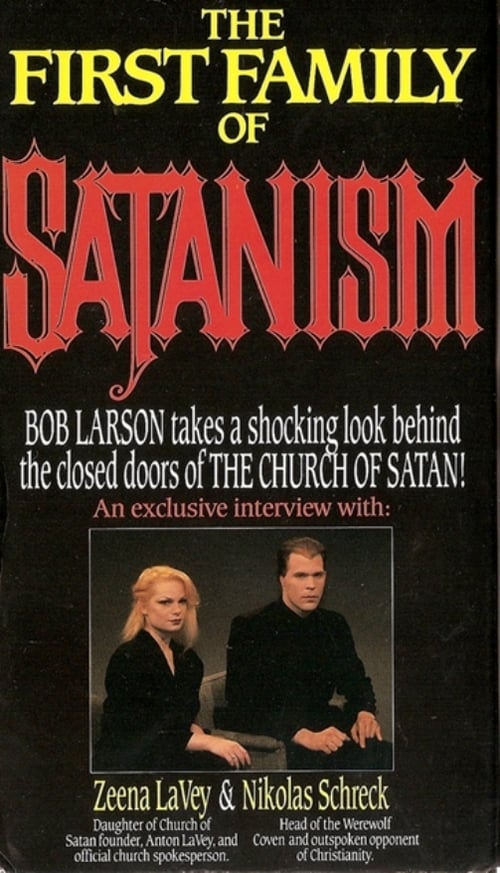 THE
FIRST FAMILY
OF
SATANISM
BOB LARSON takes a shocking look behind
the closed doors of THE CHURCH OF SATAN!
An exclusive interview with:
Zeena LaVey & Nikolas Schreck
Daughter of Church of
Satan founder, Anton LaVey, and
official church spokesperson.
Head of the Werewolf
Coven and outspoken opponent
of Christianity.